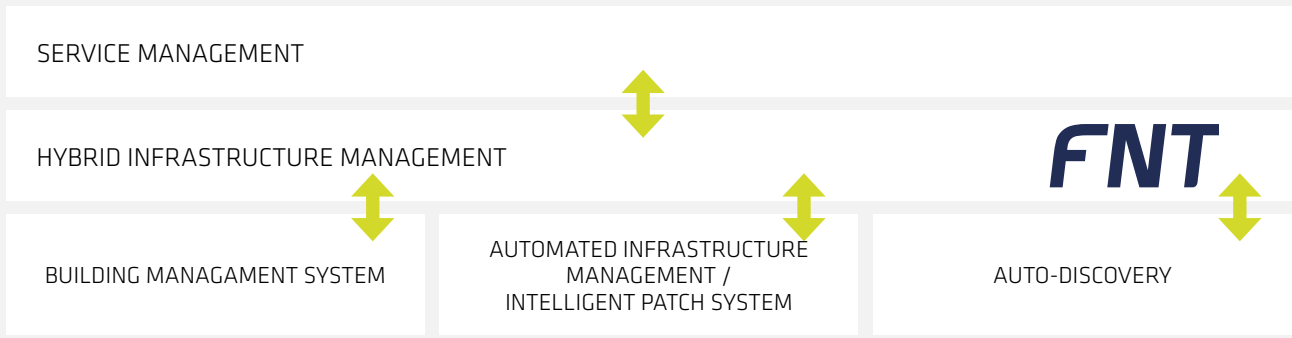 SERVICE MANAGEMENT
HYBRID INFRASTRUCTURE MANAGEMENT
FNT
BUILDING MANAGAMENT SYSTEM
AUTOMATED INFRASTRUCTURE
MANAGEMENT /
INTELLIGENT PATCH SYSTEM
AUTO-DISCOVERY